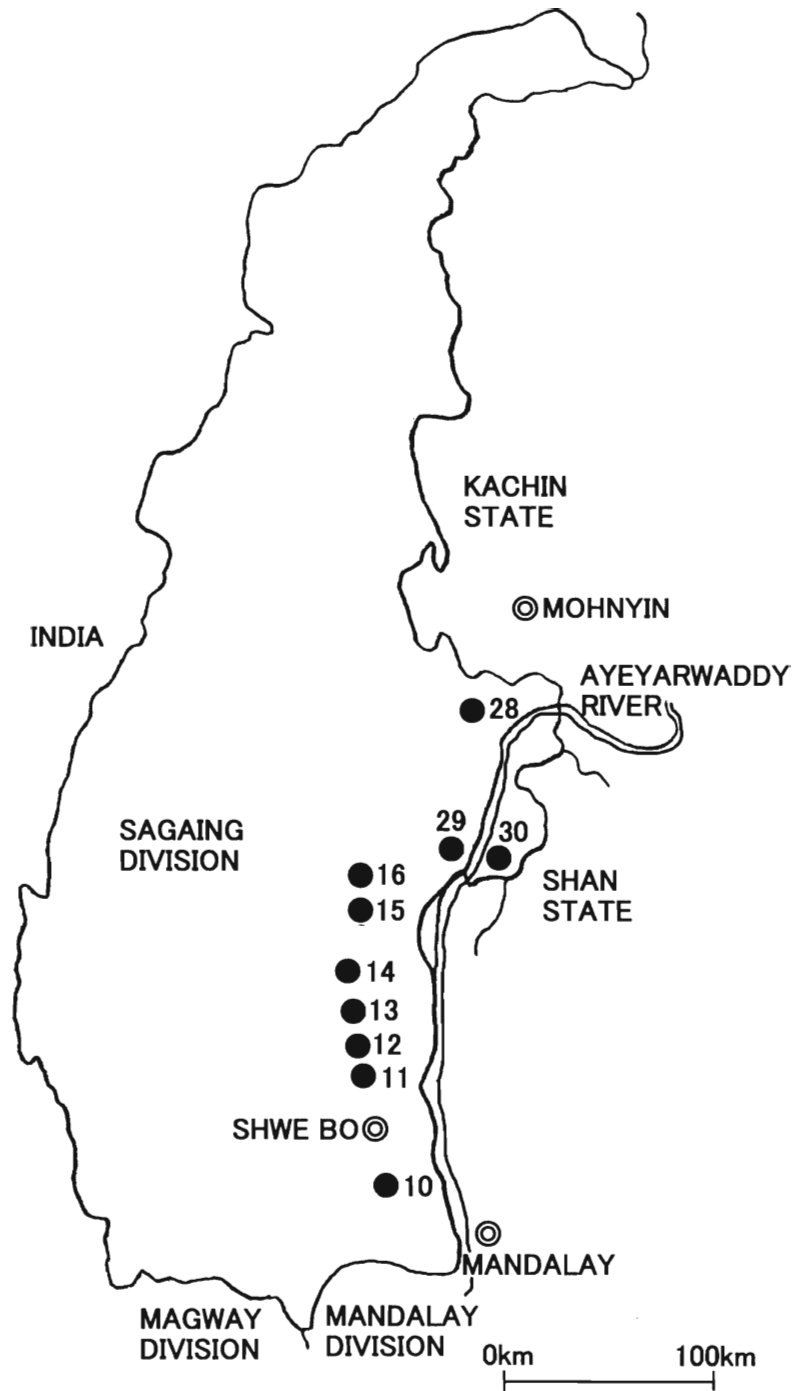 KACHIN
STATE
MOHNYIN
INDIA
AYEYARWADDY
RIVER
28
SAGAING
DIVISION
29
30
16
SHAN
STATE
15
14
13
12
11
SHWE BO
10
MANDALAY
MAGWAY
DIVISION
MANDALAY
DIVISION
0km
100km